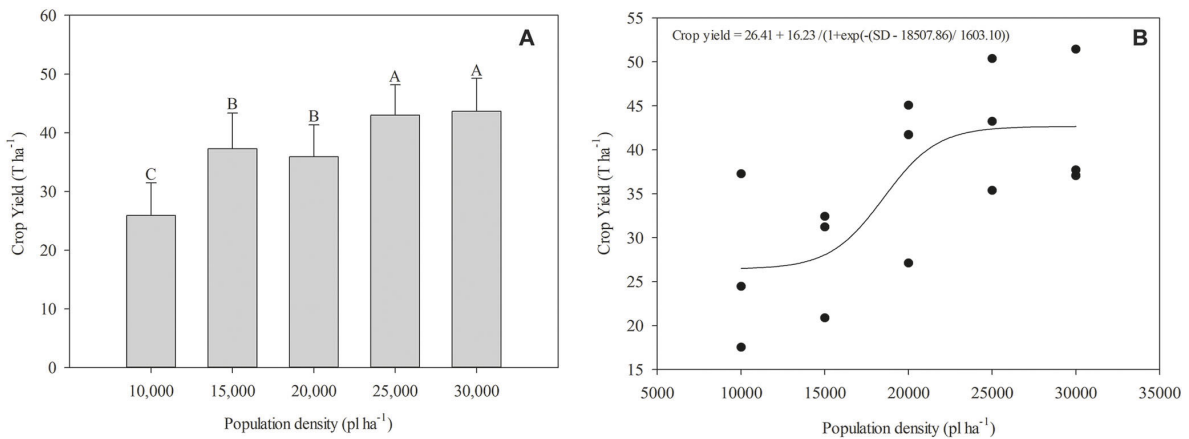 A
60
50
40
30
20
10
0
Crop Yield (T ha⁻¹)
C
B
B
A
A
10,000 15,000 20,000 25,000 30,000
Population density (pl ha⁻¹)
B
Crop yield = 26.41 + 16.23 /(1+exp(-(SD - 18507.86)/ 1603.10))
55
50
45
40
35
30
25
20
15
Crop Yield (T ha⁻¹)
5000 10000 15000 20000 25000 30000 35000
Population density (pl ha⁻¹)